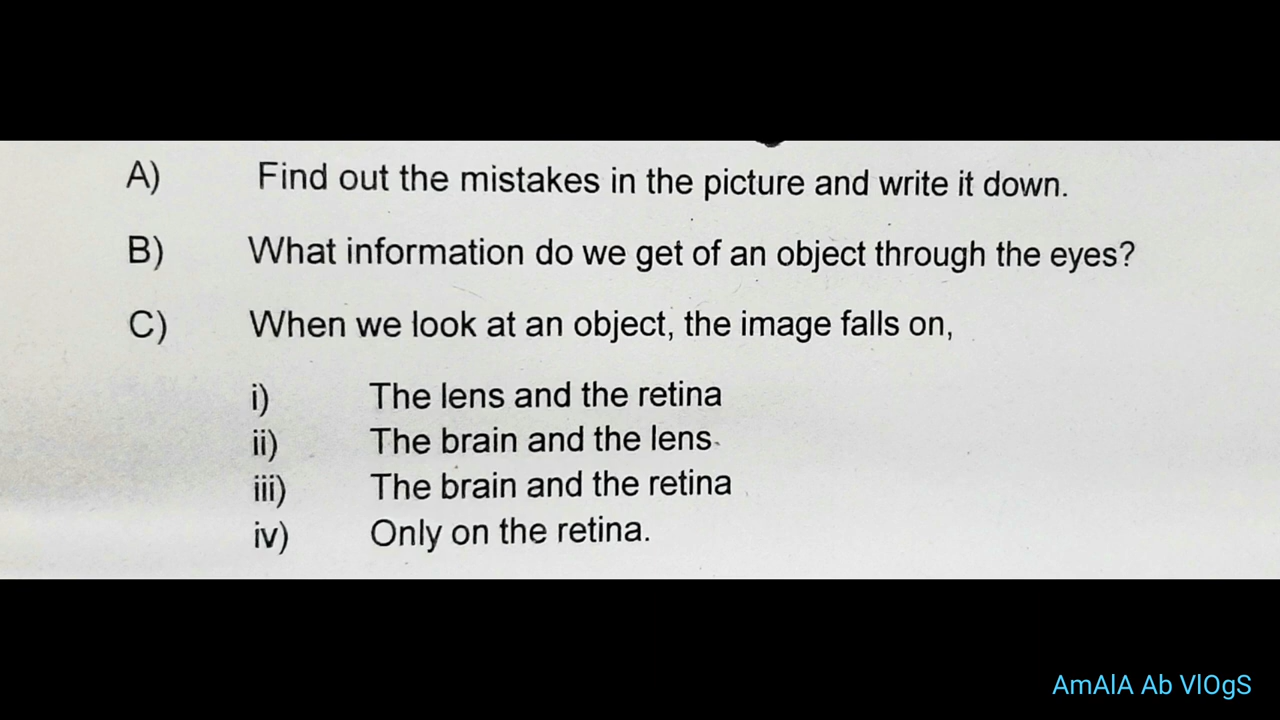 A) Find out the mistakes in the picture and write it down.
B) What information do we get of an object through the eyes?
C) When we look at an object, the image falls on,
i) The lens and the retina
ii) The brain and the lens
iii) The brain and the retina
iv) Only on the retina.
AmAlA Ab VlOgS